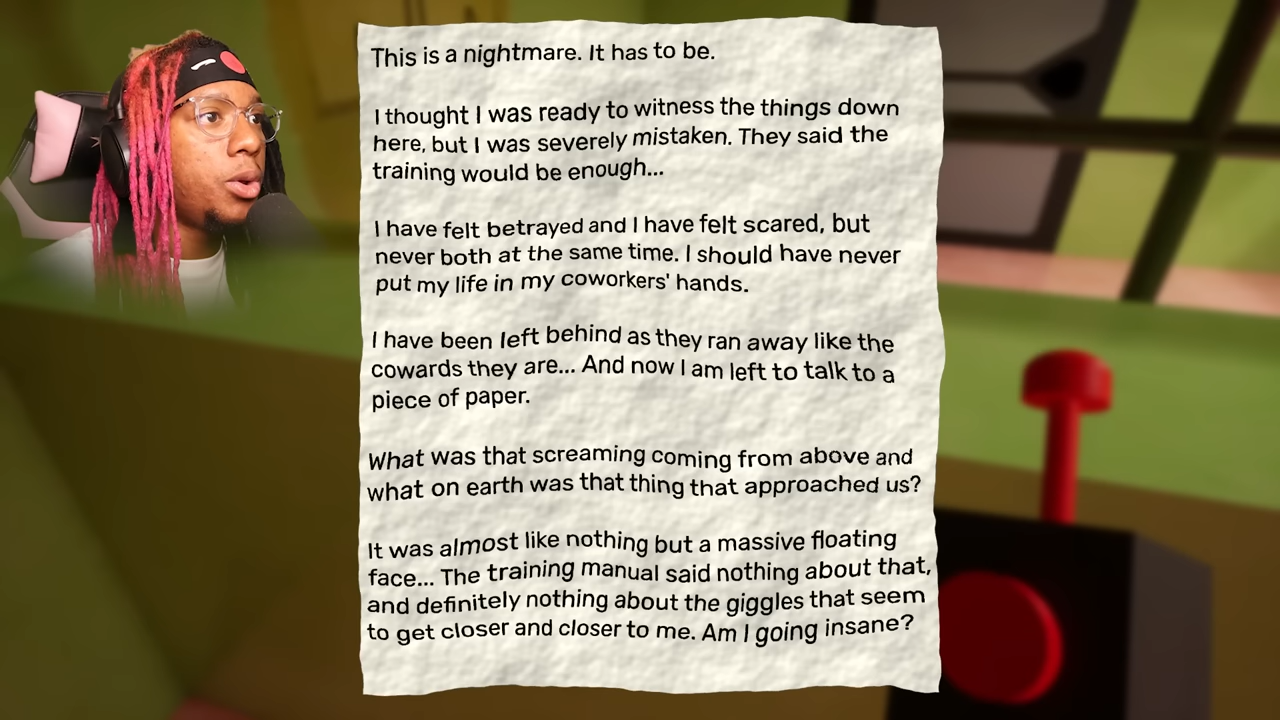 This is a nightmare. It has to be.
I thought I was ready to witness the things down
here, but I was severely mistaken. They said the
training would be enough...
I have felt betrayed and I have felt scared, but
never both at the same time. I should have never
put my life in my coworkers' hands.
I have been left behind as they ran away like the
cowards they are... And now I am left to talk to a
piece of paper.
What was that screaming coming from above and
what on earth was that thing that approached us?
It was almost like nothing but a massive floating
face... The training manual said nothing about that,
and definitely nothing about the giggles that seem
to get closer and closer to me. Am I going insane?